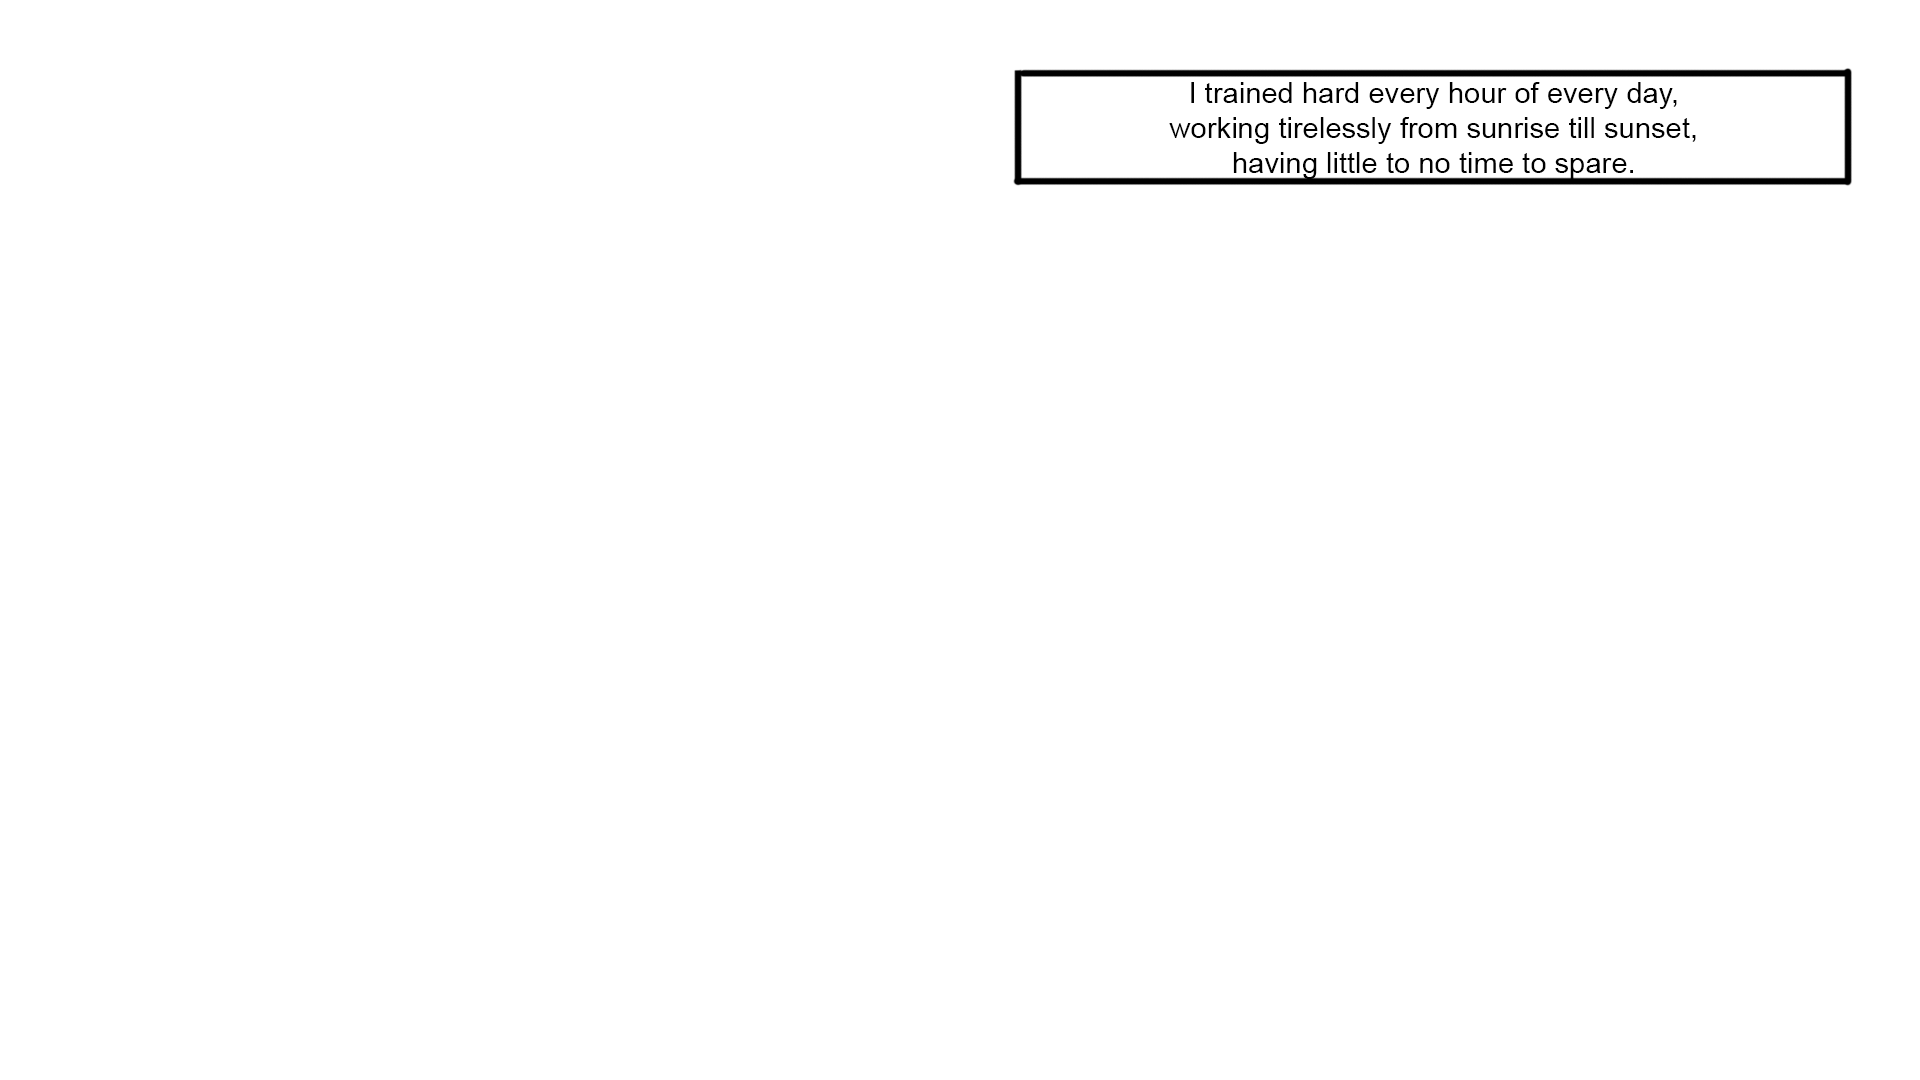 I trained hard every hour of every day,
working tirelessly from sunrise till sunset,
having little to no time to spare.